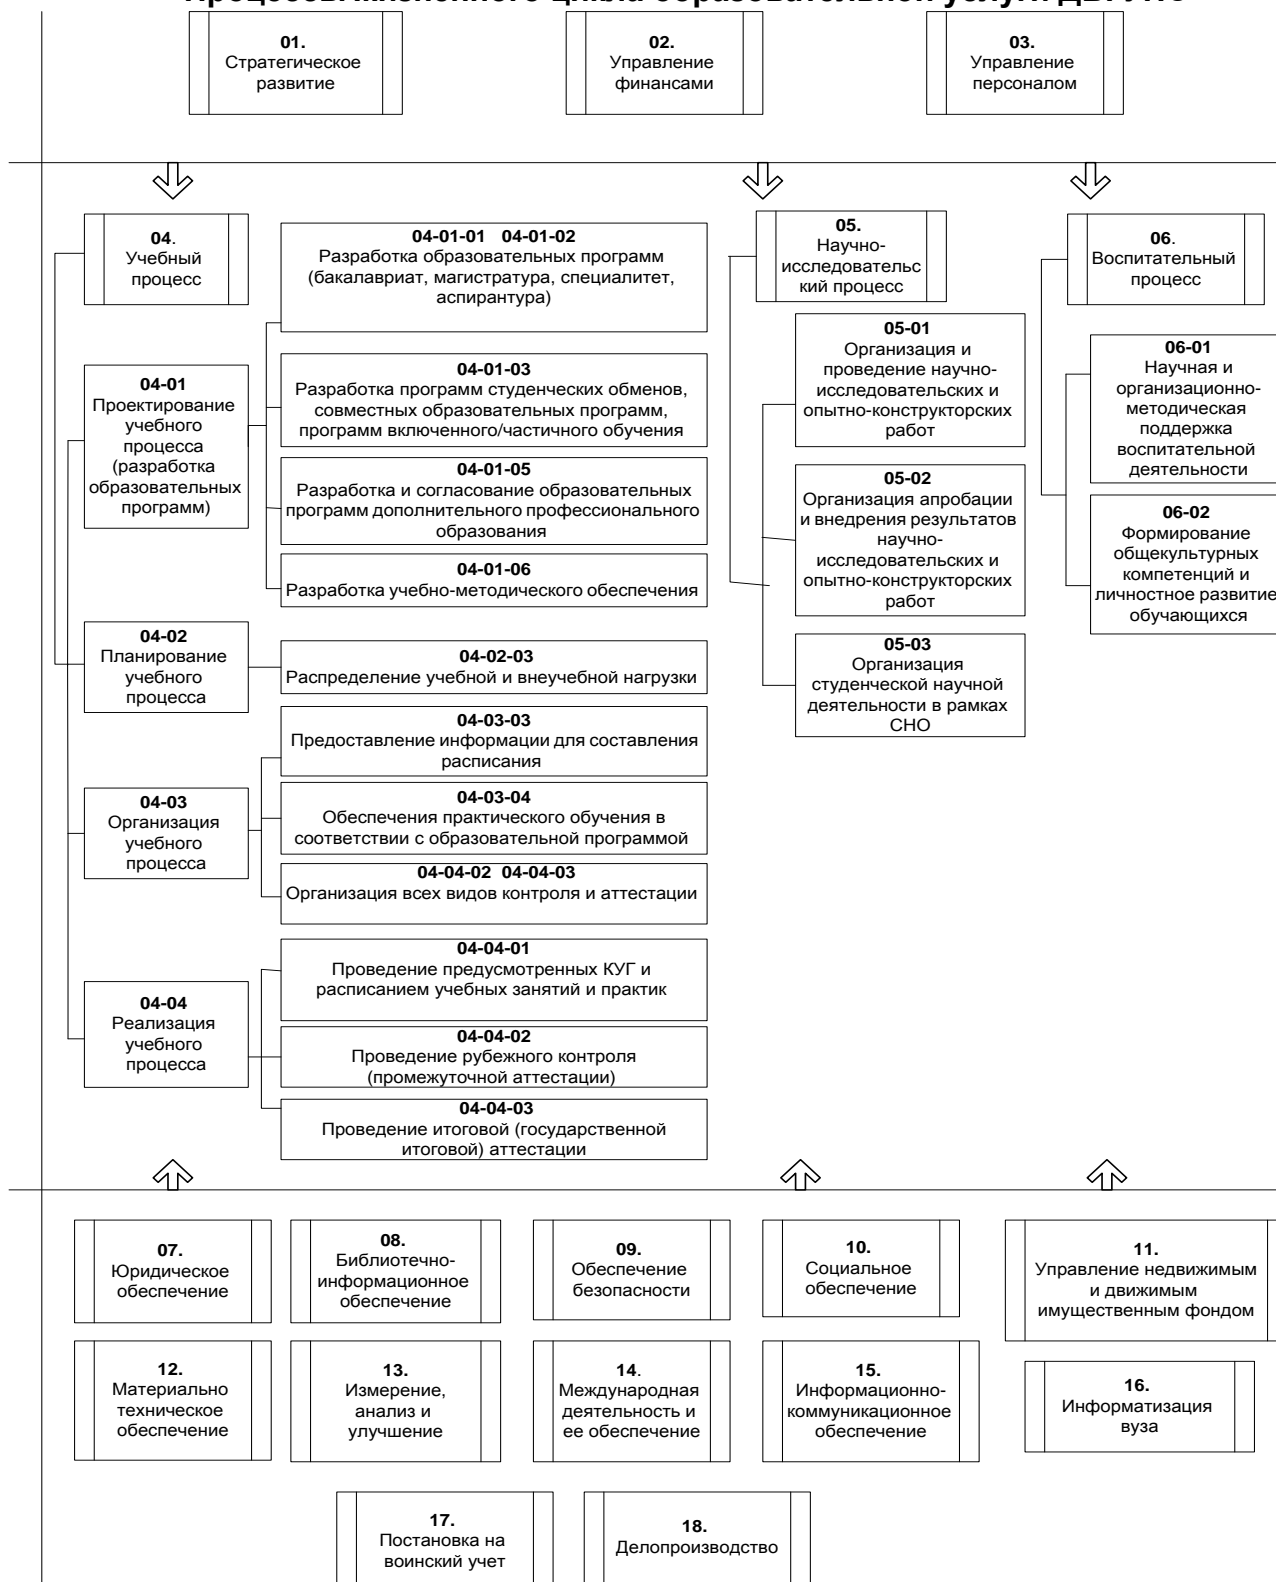 Процессы жизненного цикла образовательной услуги ДВГУПС
01.
Стратегическое
развитие
02.
Управление
финансами
03.
Управление
персоналом
04.
Учебный
процесс
04-01-01 04-01-02
Разработка образовательных программ
(бакалавриат, магистратура, специалитет,
аспирантура)
04-01
Проектирование
учебного
процесса
(разработка
образовательных
программ)
04-01-03
Разработка программ студенческих обменов,
совместных образовательных программ,
программ включенного/частичного обучения
04-01-05
Разработка и согласование образовательных
программ дополнительного профессионального
образования
04-01-06
Разработка учебно-методического обеспечения
04-02
Планирование
учебного
процесса
04-02-03
Распределение учебной и внеучебной нагрузки
04-03-03
Предоставление информации для составления
расписания
04-03
Организация
учебного
процесса
04-03-04
Обеспечения практического обучения в
соответствии с образовательной программой
04-04-02 04-04-03
Организация всех видов контроля и аттестации
04-04-01
Проведение предусмотренных КУГ и
расписанием учебных занятий и практик
04-04
Реализация
учебного
процесса
04-04-02
Проведение рубежного контроля
(промежуточной аттестации)
04-04-03
Проведение итоговой (государственной
итоговой) аттестации
05.
Научно-
исследовательс
кий процесс
05-01
Организация и
проведение научно-
исследовательских и
опытно-конструкторских
работ
05-02
Организация апробации
и внедрения результатов
научно-
исследовательских и
опытно-конструкторских
работ
05-03
Организация
студенческой научной
деятельности в рамках
СНО
06.
Воспитательный
процесс
06-01
Научная и
организационно-
методическая
поддержка
воспитательной
деятельности
06-02
Формирование
общекультурных
компетенций и
личностное развитие
обучающихся
07.
Юридическое
обеспечение
08.
Библиотечно-
информационное
обеспечение
09.
Обеспечение
безопасности
10.
Социальное
обеспечение
11.
Управление недвижимым
и движимым
имущественным фондом
12.
Материально
техническое
обеспечение
13.
Измерение,
анализ и
улучшение
14.
Международная
деятельность и
ее обеспечение
15.
Информационно-
коммуникационное
обеспечение
16.
Информатизация
вуза
17.
Постановка на
воинский учет
18.
Делопроизводство